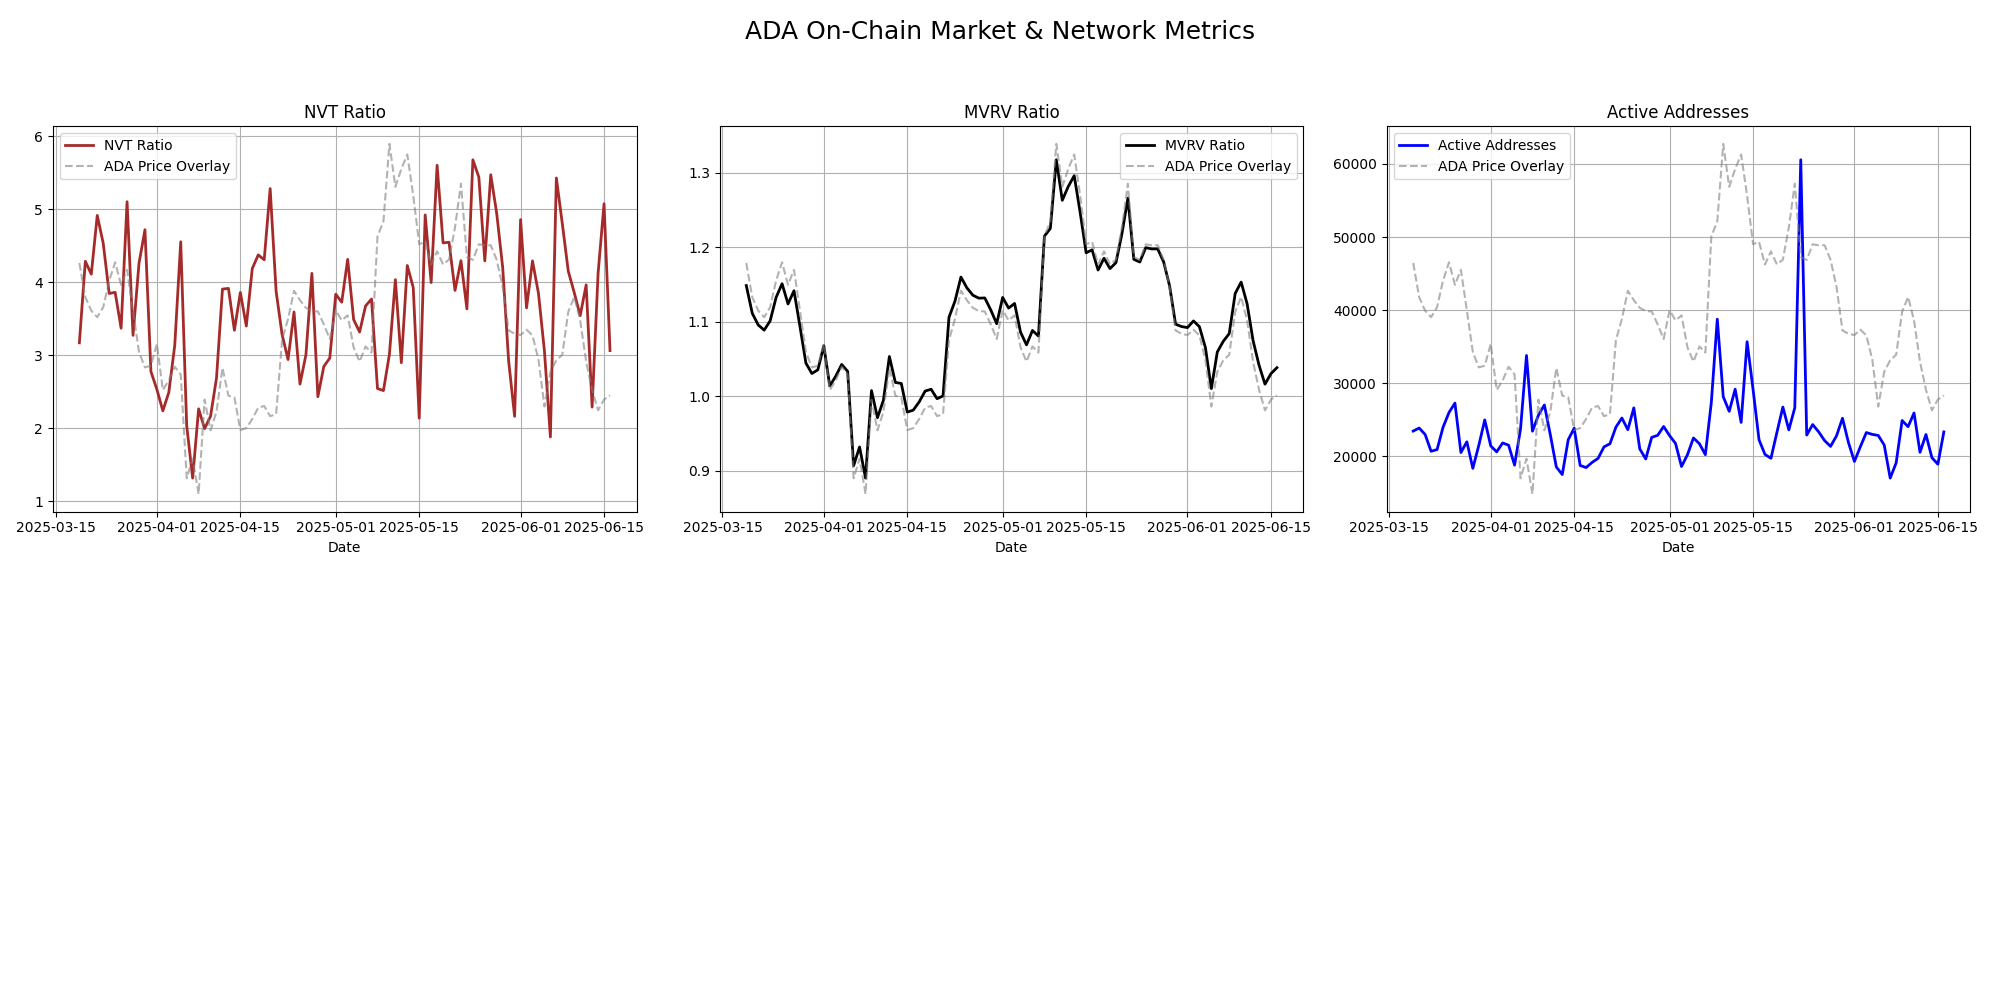 ADA On-Chain Market & Network Metrics
NVT Ratio
NVT Ratio
ADA Price Overlay
6
5
4
3
2
1
2025-03-15
2025-04-01
2025-04-15
2025-05-01
2025-05-15
2025-06-01
2025-06-15
Date
MVRV Ratio
MVRV Ratio
ADA Price Overlay
1.3
1.2
1.1
1.0
0.9
2025-03-15
2025-04-01
2025-04-15
2025-05-01
2025-05-15
2025-06-01
2025-06-15
Date
Active Addresses
Active Addresses
ADA Price Overlay
60000
50000
40000
30000
20000
2025-03-15
2025-04-01
2025-04-15
2025-05-01
2025-05-15
2025-06-01
2025-06-15
Date